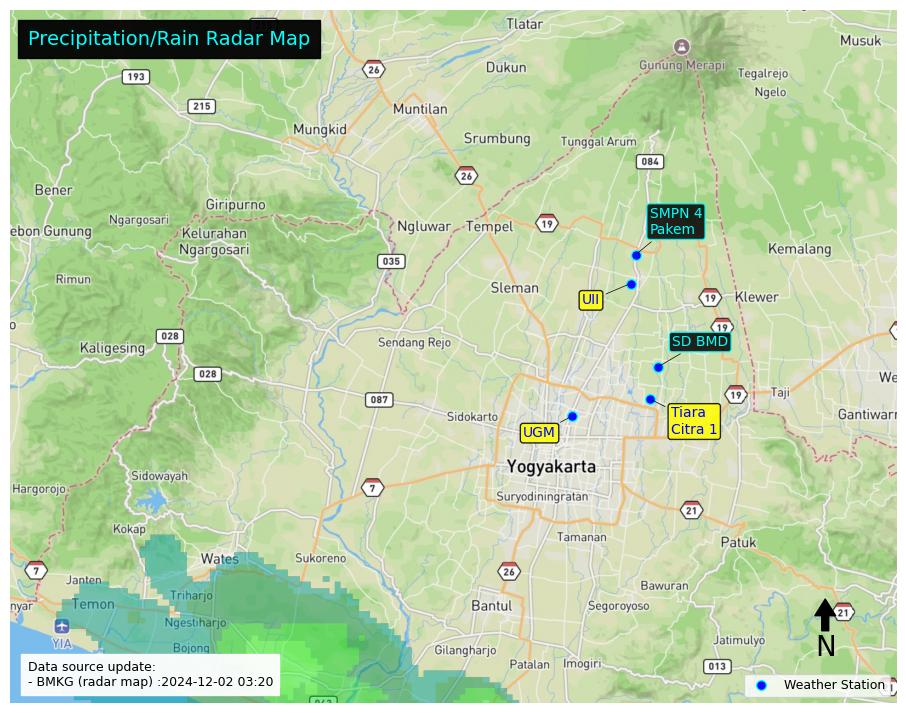 Precipitation/Rain Radar Map
Tlatar
Musuk
26
Dukun
Gunung Merapi
Tegalrejo
193
Ngelo
215
Muntilan
Mungkid
Srumbung
Tunggal Arum
084
26
Bener
Giripurno
SMPN 4
Pakem
Ngargosari
Ngluwar
Tempel
19
ebon Gunung
Kelurahan
Ngargosari
Kemalang
035
Rimun
Sleman
UII
19
Klewer
19
028
Sendang Rejo
SD BMD
Kaligesing
We
028
087
19
Taji
Sidokarto
Tiara
Citra 1
Gantiwarn
UGM
Yogyakarta
Sidowayah
Hargorojo
7
Suryodiningratan
21
Kokap
Tamanan
Patuk
Wates
Sukoreno
7
Janten
26
Bawuran
nyar
Temon
Triharjo
Bantul
Segoroyoso
21
Ngestiharjo
YIA
Bojong
Jatimulyo
N
Gilangharjo
Patalan
Imogiri
013
Data source update:
- BMKG (radar map) :2024-12-02 03:20
Weather Station